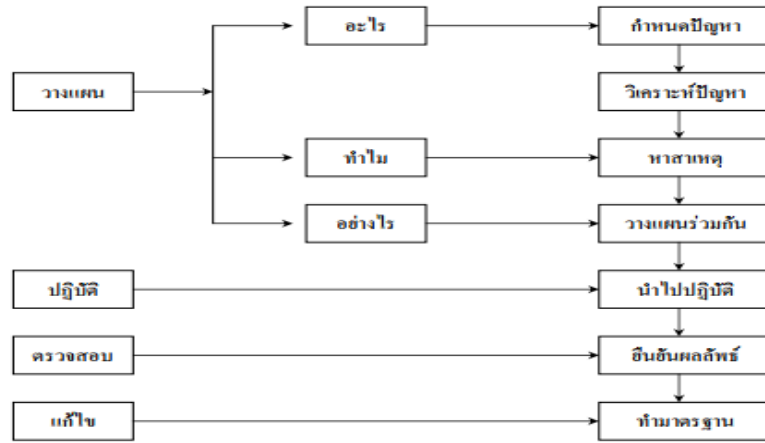 อะไร
กำหนดปัญหา
วางแผน
วิเคราะห์ปัญหา
ทำไม
หาสาเหตุ
อย่างไร
วางแผนร่วมกัน
ปฏิบัติ
นำไปปฏิบัติ
ตรวจสอบ
ยืนยันผลลัพธ์
แก้ไข
ทำมาตรฐาน